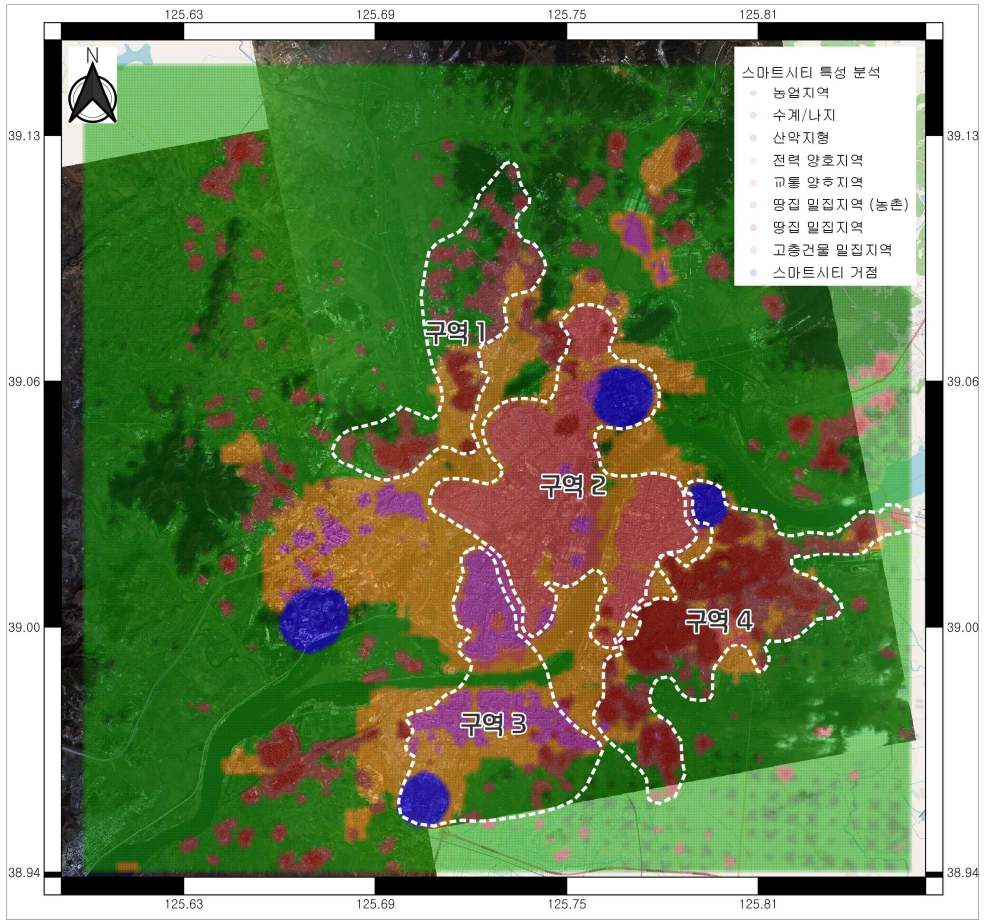 125.63 125.69 125.75 125.81
N
스마트시티 특성 분석
농업지역
수계/나지
산악지형
전력 양호지역
교통 양호지역
땅집 밀집지역 (농촌)
땅집 밀집지역
고층건물 밀집지역
스마트시티 거점
39.13 39.13
구역 1
39.06 39.06
구역 2
39.00 39.00
구역 4
구역 3
38.94 38.94
125.63 125.69 125.75 125.81